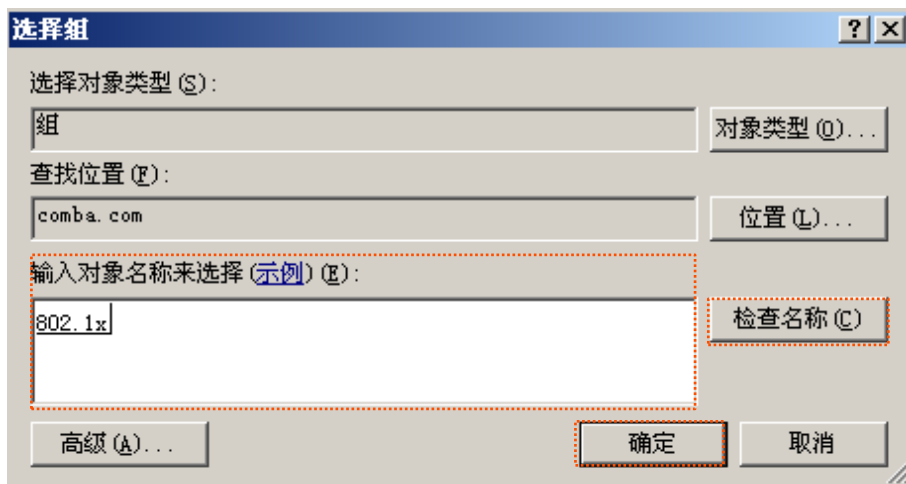 选择组
选择对象类型(S):
组
对象类型(O)...
查找位置(F):
comba.com
位置(L)...
输入对象名称来选择(示例)(E):
802.1x
检查名称(C)
高级(A)...
确定
取消